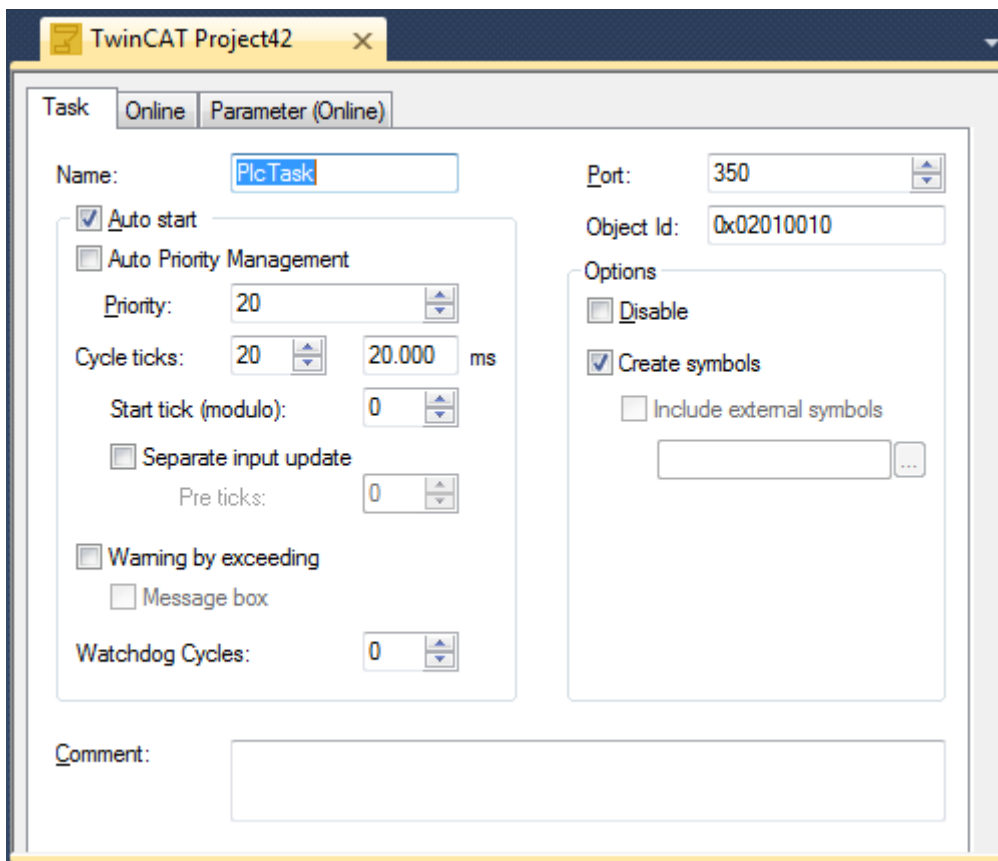 TwinCAT Project42
Task Online Parameter (Online)
Name: PlcTask
Port: 350
Auto start
Object Id: 0x02010010
Auto Priority Management
Options
Priority: 20
Disable
Cycle ticks: 20 20.000 ms
Create symbols
Start tick (modulo): 0
Include external symbols
Separate input update
...
Pre ticks: 0
Warning by exceeding
Message box
Watchdog Cycles: 0
Comment: